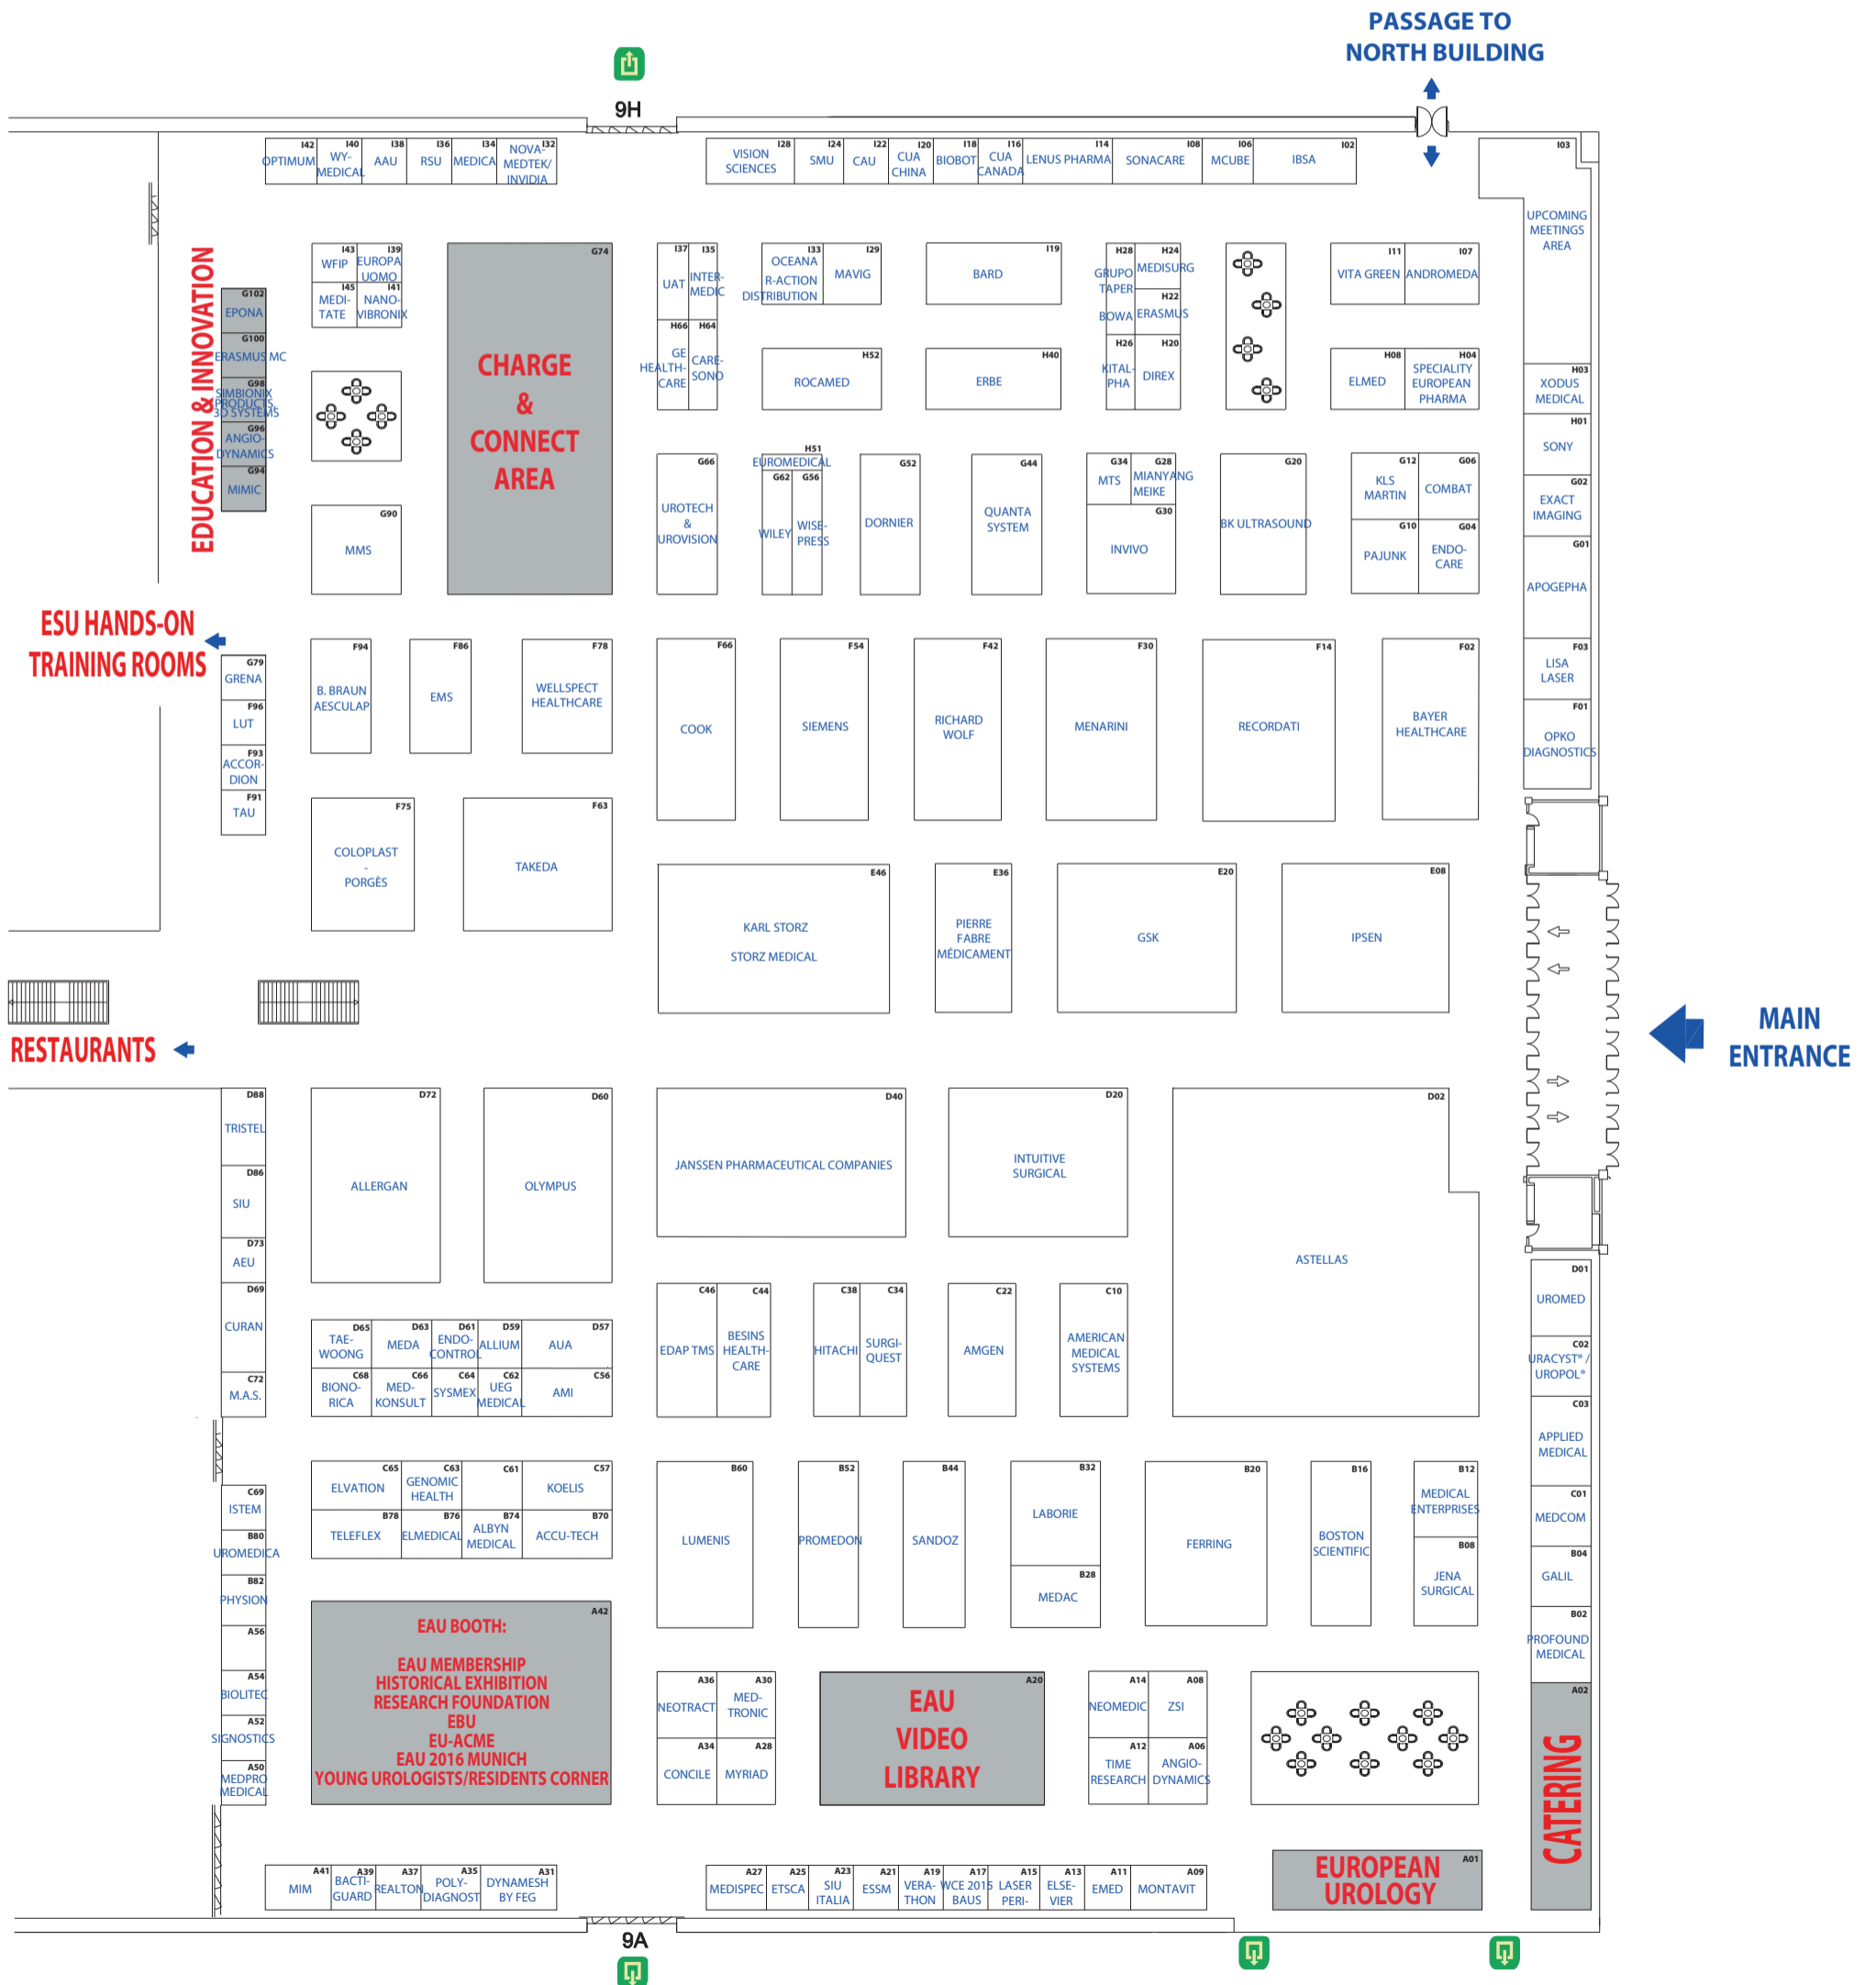 PASSAGE TO
NORTH BUILDING
9H
I42
OPTIMUM
I40
WY-
MEDICAL
I38
AAU
I36
RSU
I34
MEDICA
I32
NOVA-
MEDTEK/
INVIDIA
I28
VISION
SCIENCES
I24
SMU
I22
CAU
I20
CUA
CHINA
I18
BIOBOT
I16
CUA
CANADA
I14
LENUS PHARMA
I08
SONACARE
I06
MCUBE
I02
IBSA
I03
UPCOMING
MEETINGS
AREA
EDUCATION & INNOVATION
G102
EPONA
G100
ERASMUS MC
G98
SIMBIONIX
PRODUCTS,
3D SYSTEMS
G96
ANGIO-
DYNAMICS
G94
MIMIC
I43
WFIP
I39
EUROPA
UOMO
I45
MEDI-
TATE
I41
NANO-
VIBRONIX
G74
CHARGE
&
CONNECT
AREA
I37
UAT
I35
INTER-
MEDIC
H66
GE
HEALTH-
CARE
H64
CARE-
SONO
I33
OCEANA
R-ACTION
DISTRIBUTION
I29
MAVIG
I19
BARD
H28
GRUPO
TAPER
BOWA
H24
MEDISURG
H22
ERASMUS
H26
KITAL-
PHA
H20
DIREX
I11
VITA GREEN
I07
ANDROMEDA
H52
ROCAMED
H40
ERBE
H08
ELMED
H04
SPECIALITY
EUROPEAN
PHARMA
H03
XODUS
MEDICAL
H01
SONY
G02
EXACT
IMAGING
G01
APOGEPHA
G90
MMS
G66
UROTECH
&
UROVISION
H51
EUROMEDICAL
G62
WILEY
G56
WISE-
PRESS
G52
DORNIER
G44
QUANTA
SYSTEM
G34
MTS
G28
MIANYANG
MEIKE
G30
INVIVO
G20
BK ULTRASOUND
G12
KLS
MARTIN
G06
COMBAT
G10
PAJUNK
G04
ENDO-
CARE
ESU HANDS-ON
TRAINING ROOMS
G79
GRENA
F96
LUT
F93
ACCOR-
DION
F91
TAU
F94
B. BRAUN
AESCULAP
F86
EMS
F78
WELLSPECT
HEALTHCARE
F66
COOK
F54
SIEMENS
F42
RICHARD
WOLF
F30
MENARINI
F14
RECORDATI
F02
BAYER
HEALTHCARE
F03
LISA
LASER
F01
OPKO
DIAGNOSTICS
F75
COLOPLAST
-
PORGÈS
F63
TAKEDA
E46
KARL STORZ
STORZ MEDICAL
E36
PIERRE
FABRE
MÉDICAMENT
E20
GSK
E08
IPSEN
RESTAURANTS
MAIN
ENTRANCE
D88
TRISTEL
D86
SIU
D73
AEU
D69
CURAN
C72
M.A.S.
D72
ALLERGAN
D60
OLYMPUS
D40
JANSSEN PHARMACEUTICAL COMPANIES
D20
INTUITIVE
SURGICAL
D02
ASTELLAS
D01
UROMED
C02
URACYST® /
UROPOL®
C03
APPLIED
MEDICAL
C01
MEDCOM
B04
GALIL
B02
PROFOUND
MEDICAL
D65
TAE-
WOONG
D63
MEDA
D61
ENDO-
CONTROL
D59
ALLIUM
D57
AUA
C68
BIONO-
RICA
C66
MED-
KONSULT
C64
SYSMEX
C62
UEG
MEDICAL
C56
AMI
C46
EDAP TMS
C44
BESINS
HEALTH-
CARE
C38
HITACHI
C34
SURGI-
QUEST
C22
AMGEN
C10
AMERICAN
MEDICAL
SYSTEMS
C69
ISTEM
B80
UROMEDICA
B82
PHYSION
A56
A54
BIOLITEC
A52
SIGNOSTICS
A50
MEDPRO
MEDICAL
C65
ELVATION
C63
GENOMIC
HEALTH
C61
C57
KOELIS
B78
TELEFLEX
B76
ELMEDICAL
B74
ALBYN
MEDICAL
B70
ACCU-TECH
B60
LUMENIS
B52
PROMEDON
B44
SANDOZ
B32
LABORIE
B28
MEDAC
B20
FERRING
B16
BOSTON
SCIENTIFIC
B12
MEDICAL
ENTERPRISES
B08
JENA
SURGICAL
A42
EAU BOOTH:
EAU MEMBERSHIP
HISTORICAL EXHIBITION
RESEARCH FOUNDATION
EBU
EU-ACME
EAU 2016 MUNICH
YOUNG UROLOGISTS/RESIDENTS CORNER
A36
NEOTRACT
A30
MED-
TRONIC
A34
CONCILE
A28
MYRIAD
A20
EAU
VIDEO
LIBRARY
A14
NEOMEDIC
A08
ZSI
A12
TIME
RESEARCH
A06
ANGIO-
DYNAMICS
A02
CATERING
A41
MIM
A39
BACTI-
GUARD
A37
REALTON
A35
POLY-
DIAGNOST
A31
DYNAMESH
BY FEG
A27
MEDISPEC
A25
ETSCA
A23
SIU
ITALIA
A21
ESSM
A19
VERA-
THON
A17
WCE 2015
BAUS
A15
LASER
PERI-
A13
ELSE-
VIER
A11
EMED
A09
MONTAVIT
A01
EUROPEAN
UROLOGY
9A